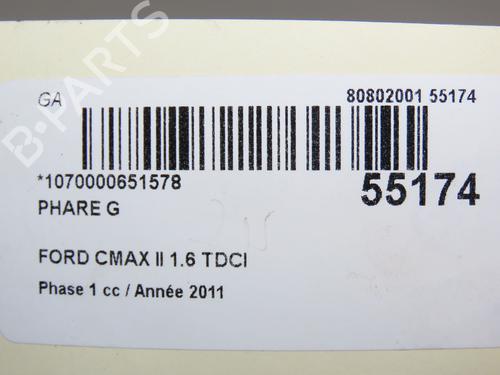 GA
80802001 55174
*1070000651578
55174
PHARE G
FORD CMAX II 1.6 TDCI
Phase 1 cc / Année 2011
B-PARTS